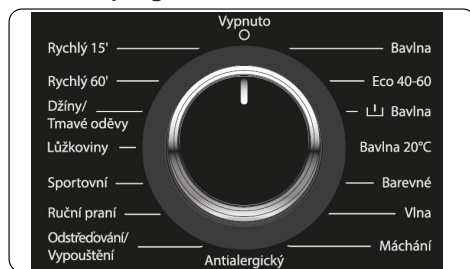 Vypnuto
Rychlý 15'
Rychlý 60'
Džíny/
Tmavé oděvy
Lůžkoviny
Sportovní
Ruční praní
Odstřeďování/
Vypouštění
Antialergický
Bavlna
Eco 40-60
Bavlna
Bavlna 20°C
Barevné
Vlna
Máchání